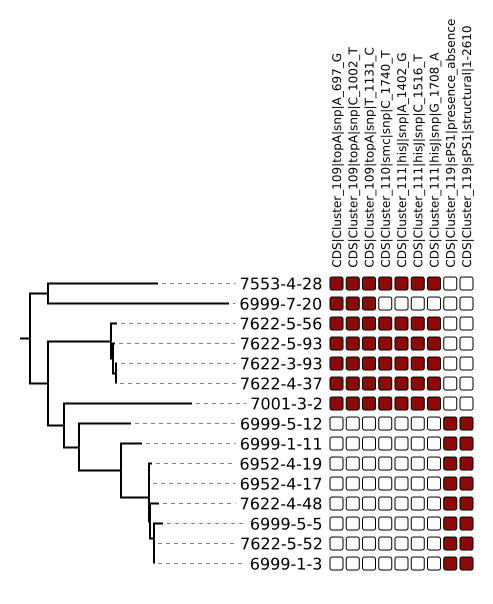 CDS|Cluster_109|topA|snp|A_697_G
CDS|Cluster_109|topA|snp|C_1002_T
CDS|Cluster_109|topA|snp|T_1131_C
CDS|Cluster_110|smc|snp|C_1740_T
CDS|Cluster_111|hisJ|snp|A_1402_G
CDS|Cluster_111|hisJ|snp|C_1516_T
CDS|Cluster_111|hisJ|snp|G_1708_A
CDS|Cluster_119|sPS1|presence_absence
CDS|Cluster_119|sPS1|structural|1-2610
7553-4-28
6999-7-20
7622-5-56
7622-5-93
7622-3-93
7622-4-37
7001-3-2
6999-5-12
6999-1-11
6952-4-19
6952-4-17
7622-4-48
6999-5-5
7622-5-52
6999-1-3